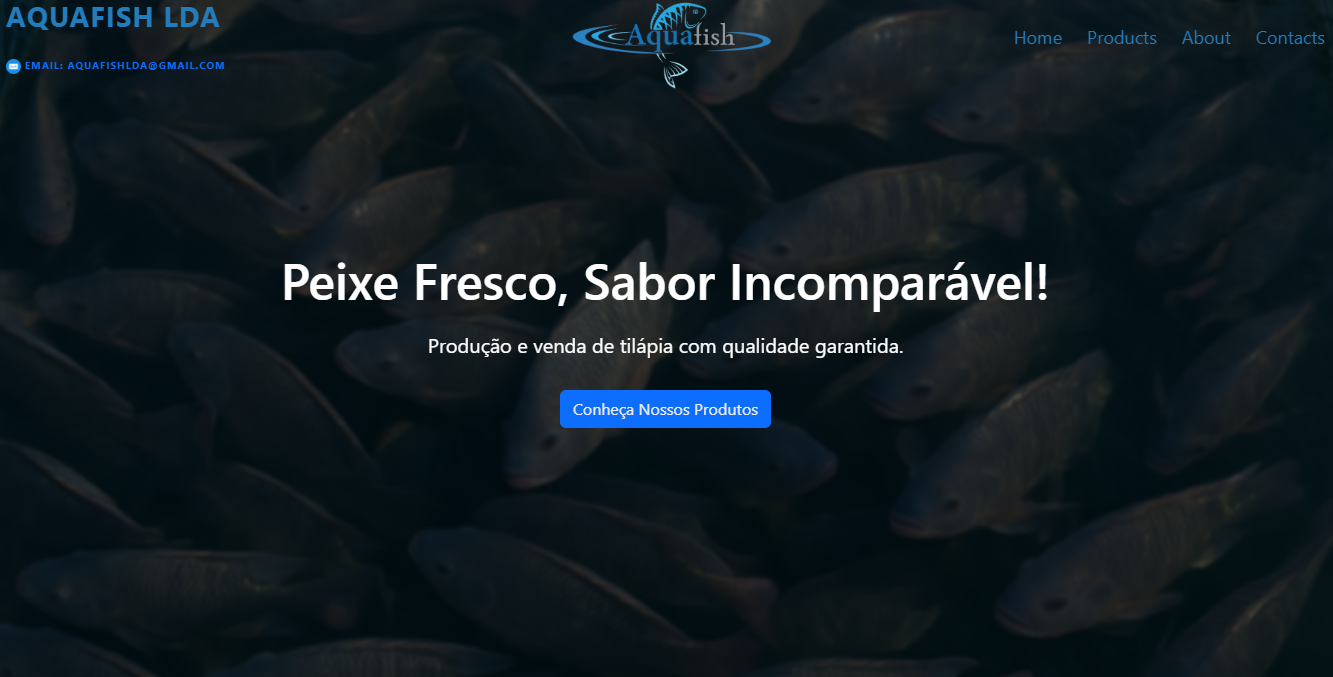 AQUAFISH LDA
EMAIL: AQUAFISHLDA@GMAIL.COM
Aquafish
Home Products About Contacts
Peixe Fresco, Sabor Incomparável!
Produção e venda de tilápia com qualidade garantida.
Conheça Nossos Produtos